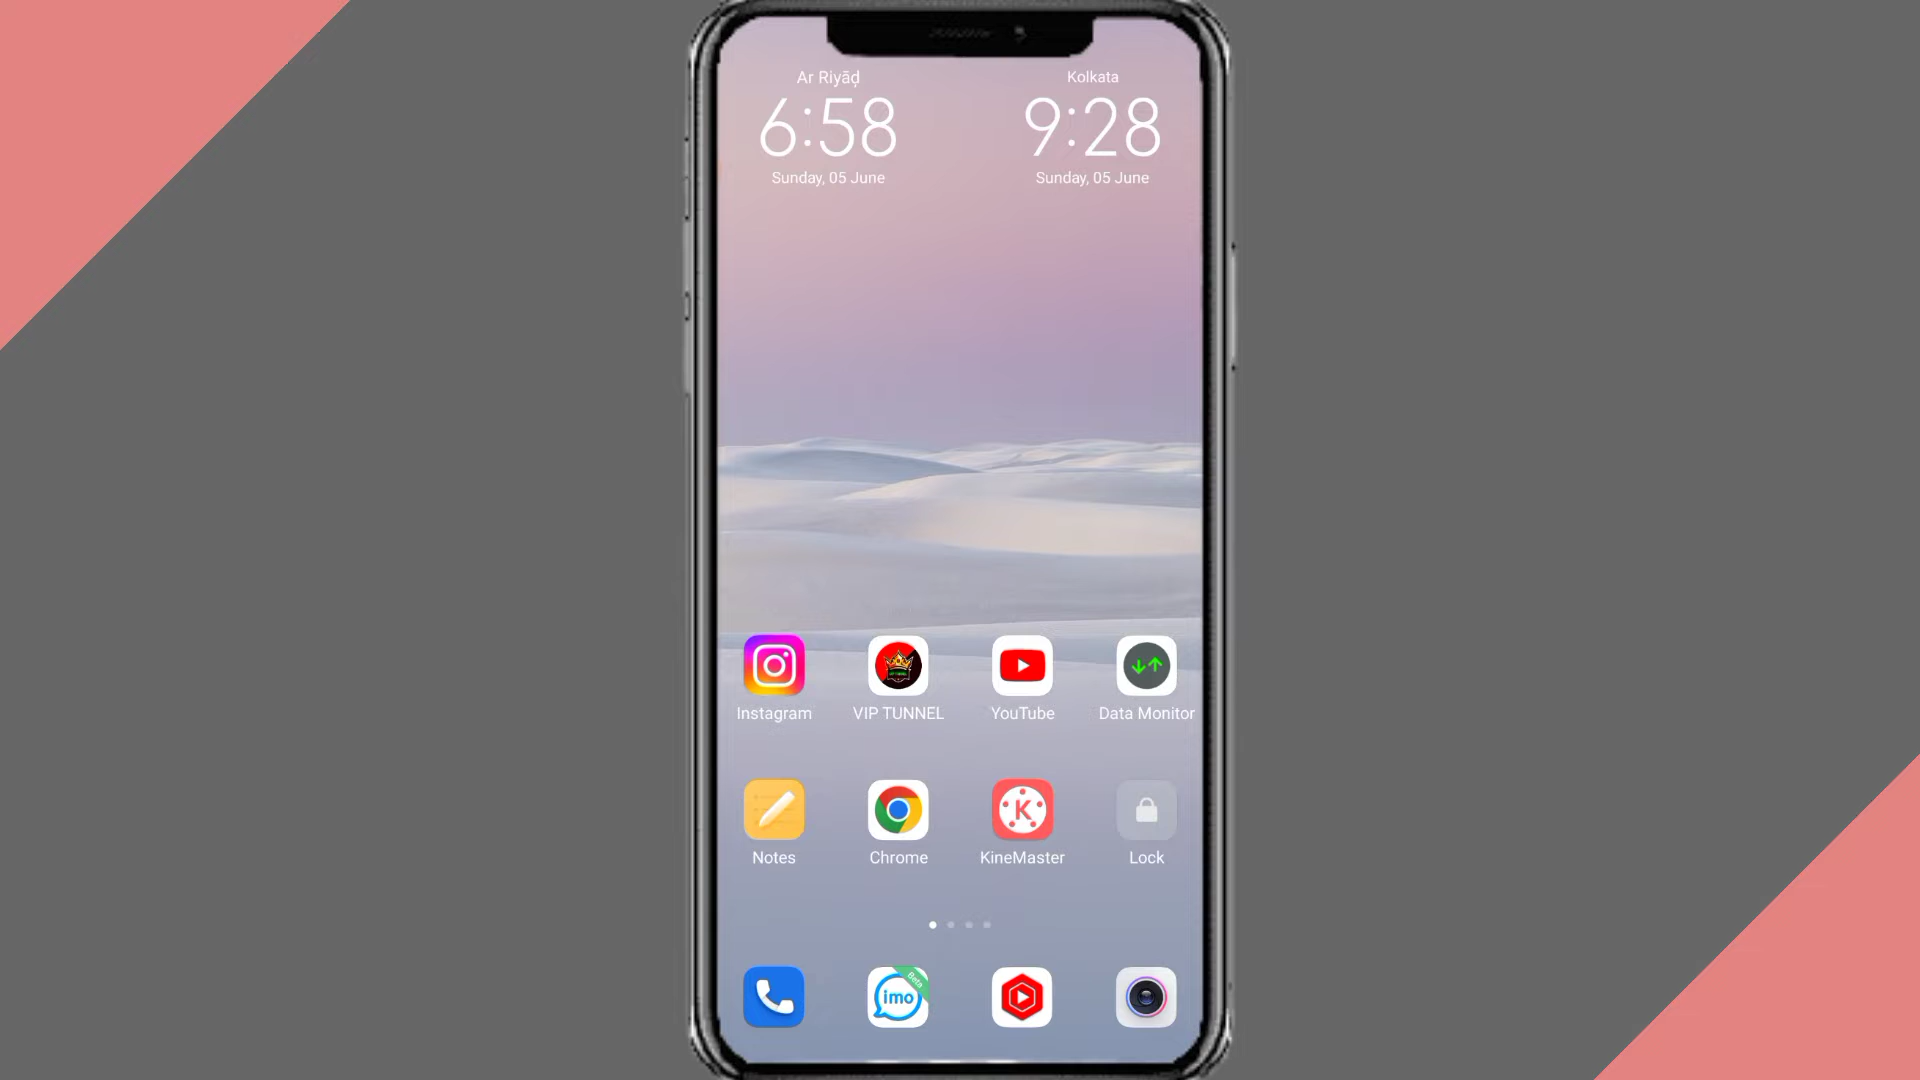 Ar Riyāḍ
Kolkata
6:58
9:28
Sunday, 05 June
Sunday, 05 June
Instagram
VIP TUNNEL
YouTube
Data Monitor
Notes
Chrome
K
KineMaster
Lock
imo
Beta